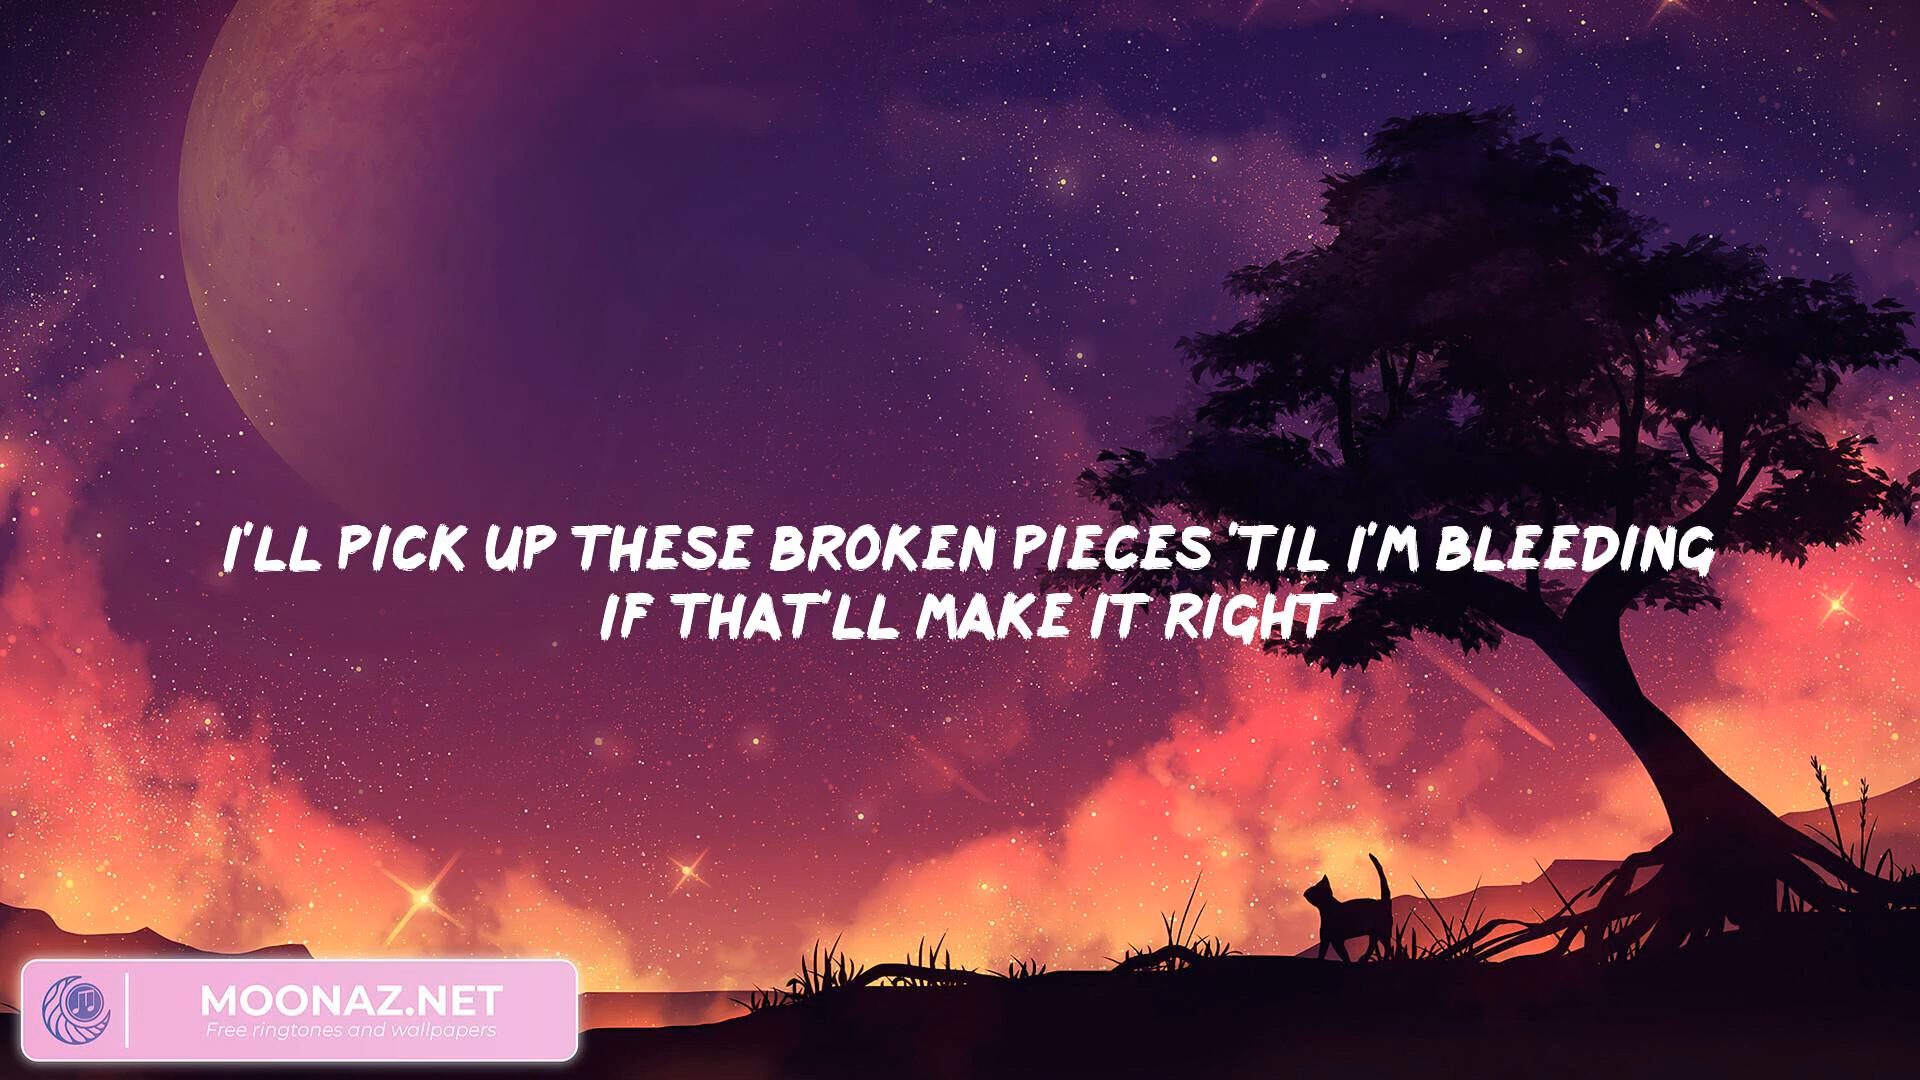 I'LL PICK UP THESE BROKEN PIECES 'TIL I'M BLEEDING
IF THAT'LL MAKE IT RIGHT
MOONAZ.NET
Free ringtones and wallpapers